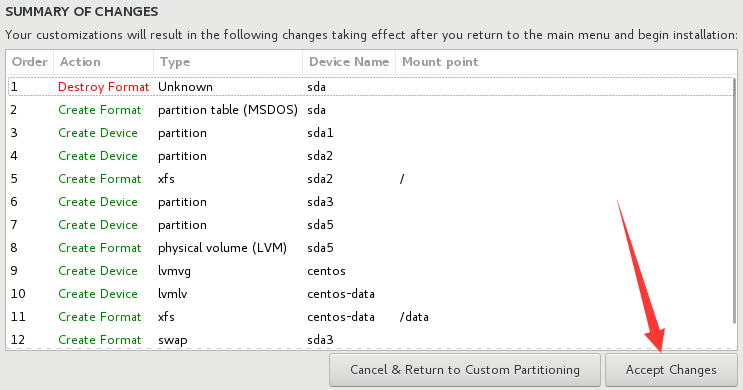 SUMMARY OF CHANGES
Your customizations will result in the following changes taking effect after you return to the main menu and begin installation:
Order Action Type Device Name Mount point
1 Destroy Format Unknown sda
2 Create Format partition table (MSDOS) sda
3 Create Device partition sda1
4 Create Device partition sda2
5 Create Format xfs sda2 /
6 Create Device partition sda3
7 Create Device partition sda5
8 Create Format physical volume (LVM) sda5
9 Create Device lvmvg centos
10 Create Device lvmlv centos-data
11 Create Format xfs centos-data /data
12 Create Format swap sda3
Cancel & Return to Custom Partitioning Accept Changes